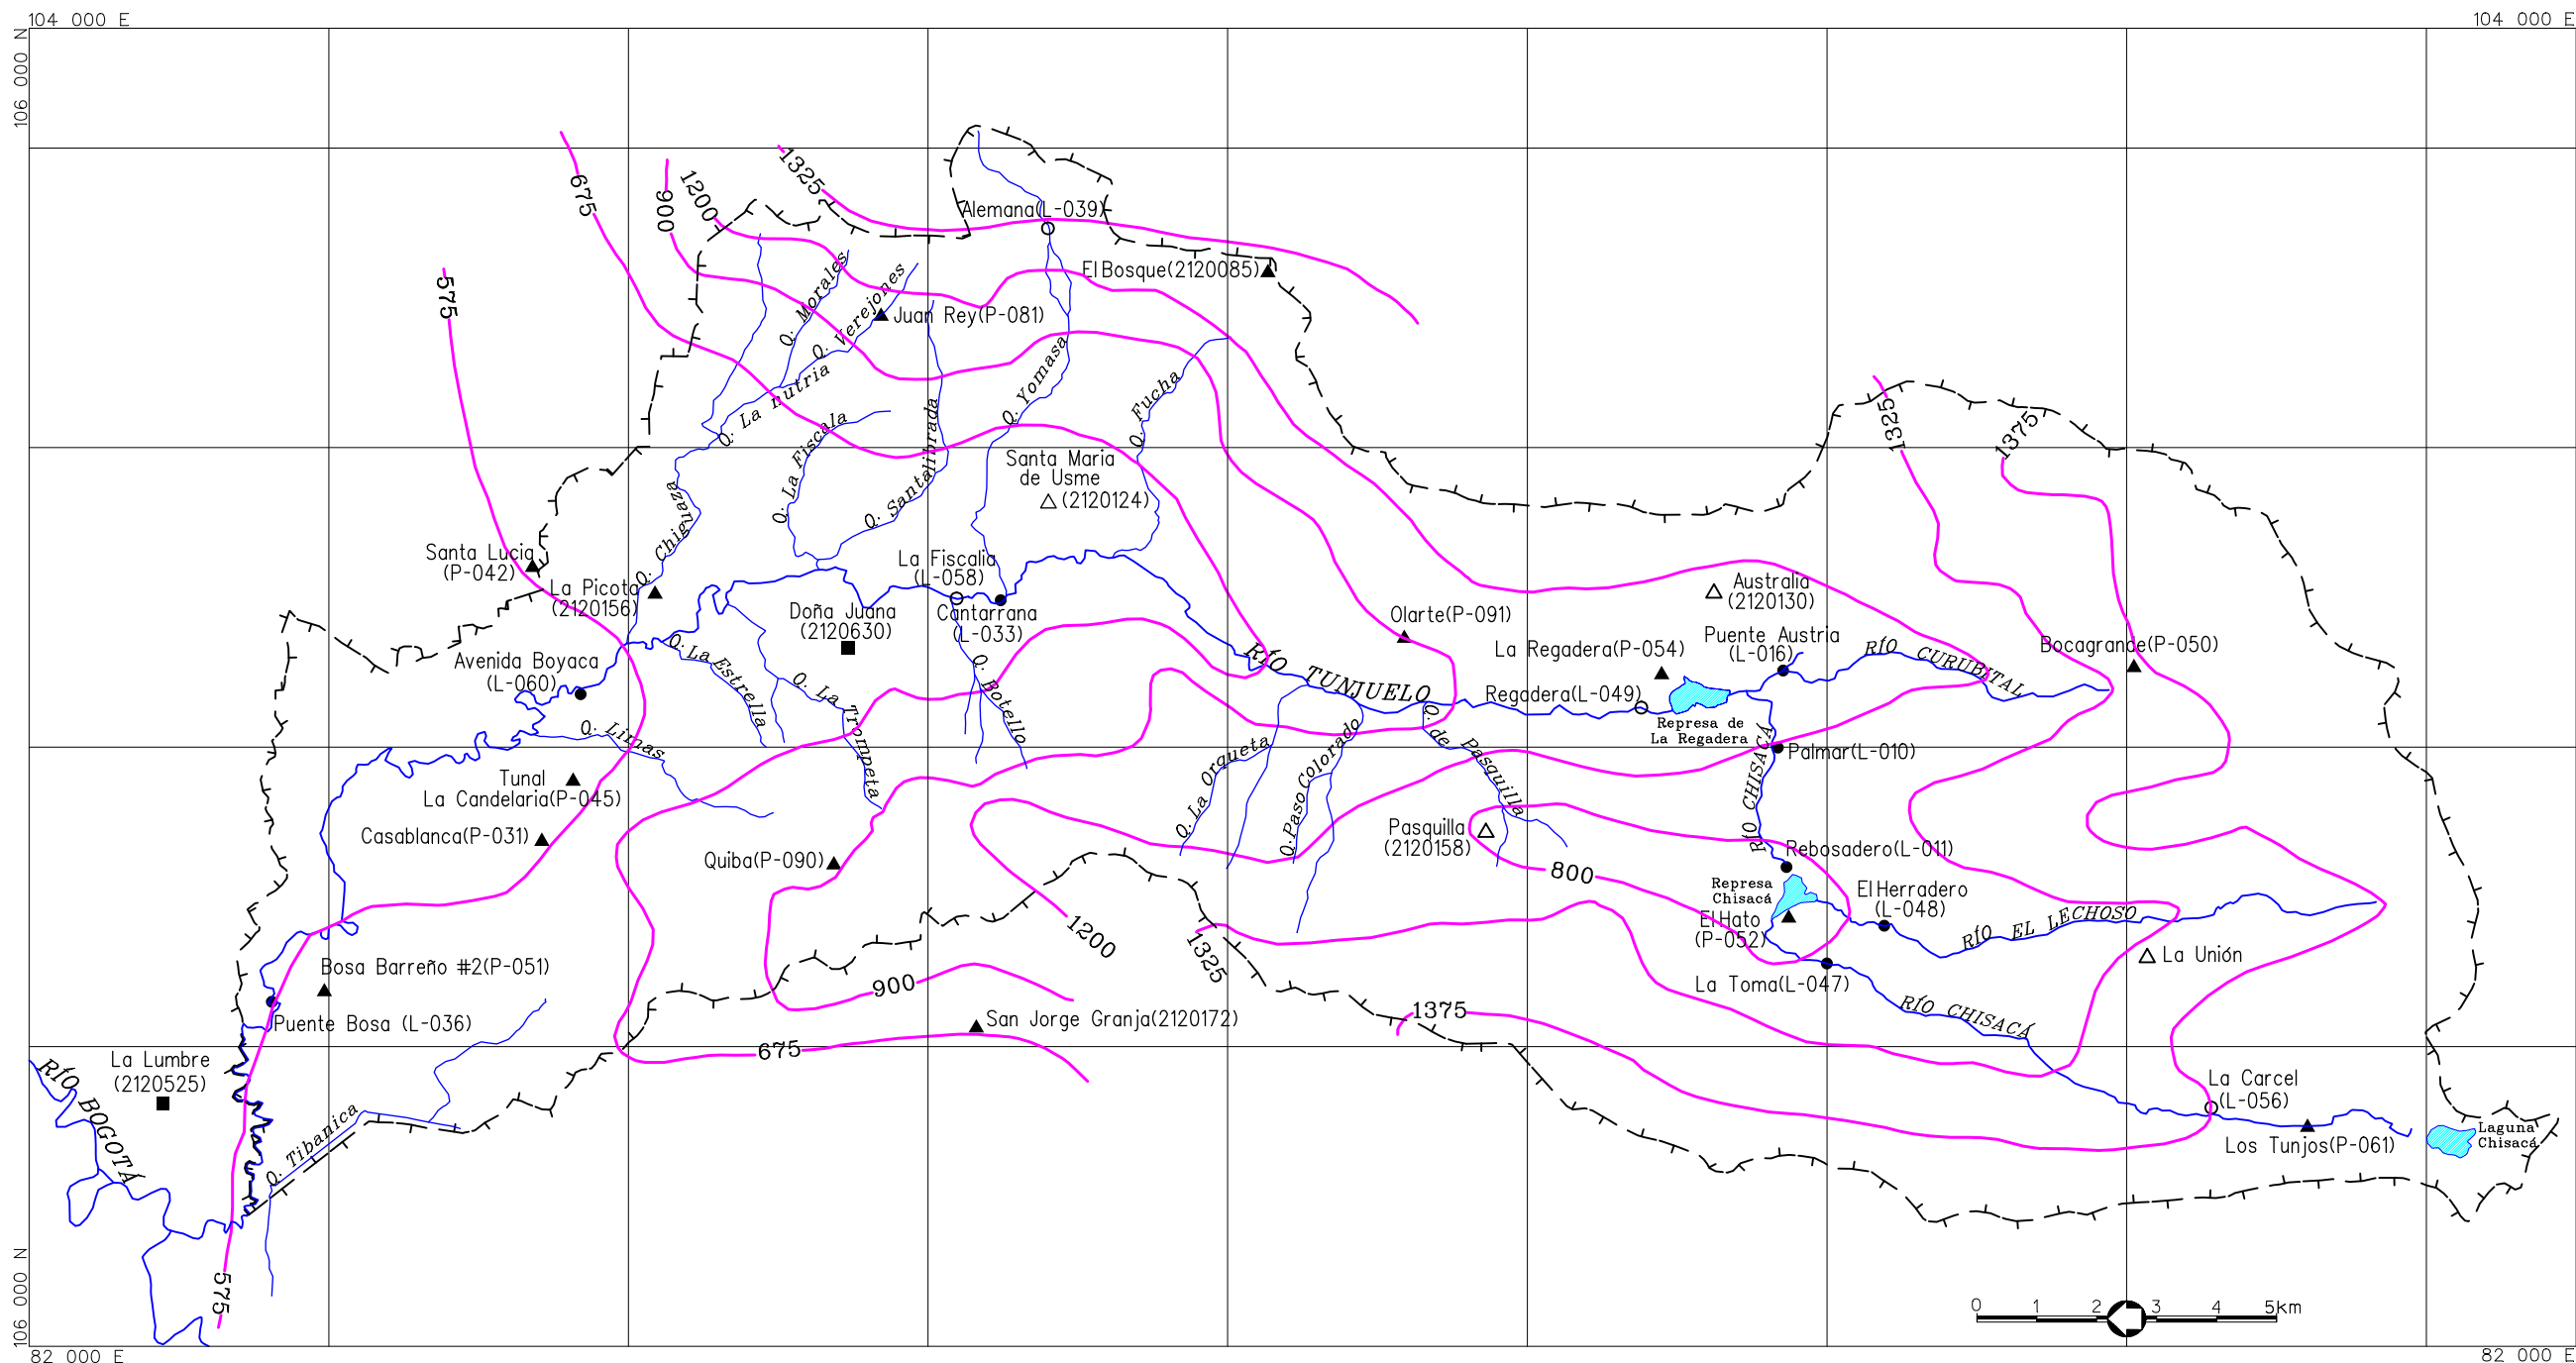 104 000 E
104 000 E
106 000 N
1325
675
900
1200
Alemana(L-039)
El Bosque(2120085)
575
Q. Morales
Q. Verejones
Juan Rey(P-081)
Q. La nutria
Q. Yomasa
Q. Fucha
Q. La Fiscala
Q. Santalibrada
1325
1375
Santa Maria
de Usme
(2120124)
Q. Chiguaza
Santa Lucia
(P-042)
La Picota
(2120156)
La Fiscalia
(L-058)
Doña Juana
(2120630)
Cantarrana
(L-033)
Olarte(P-091)
Australia
(2120130)
La Regadera(P-054)
Puente Austria
(L-016)
RÍO CURUBITAL
Bocagrande(P-050)
Avenida Boyaca
(L-060)
Q. La Estrella
Q. La Trompeta
Q. Botello
RÍO TUNJUELO
Regadera(L-049)
Represa de
La Regadera
Q. Limas
Q. La Orqueta
Q. Paso Colorado
Q. de Pasquilla
RÍO CHISACÁ
Palmar(L-010)
Tunal
La Candelaria(P-045)
Casablanca(P-031)
Quiba(P-090)
Pasquilla
(2120158)
800
Rebosadero(L-011)
Represa
Chisacá
El Hato
(P-052)
El Herradero
(L-048)
RÍO EL LECHOSO
La Unión
1200
1325
Bosa Barreño #2(P-051)
900
La Toma(L-047)
Puente Bosa (L-036)
San Jorge Granja(2120172)
1375
RÍO CHISACÁ
675
La Lumbre
(2120525)
RÍO BOGOTÁ
Q. Tibanica
La Carcel
(L-056)
Los Tunjos(P-061)
Laguna
Chisacá
575
106 000 N
0 1 2 3 4 5km
82 000 E
82 000 E